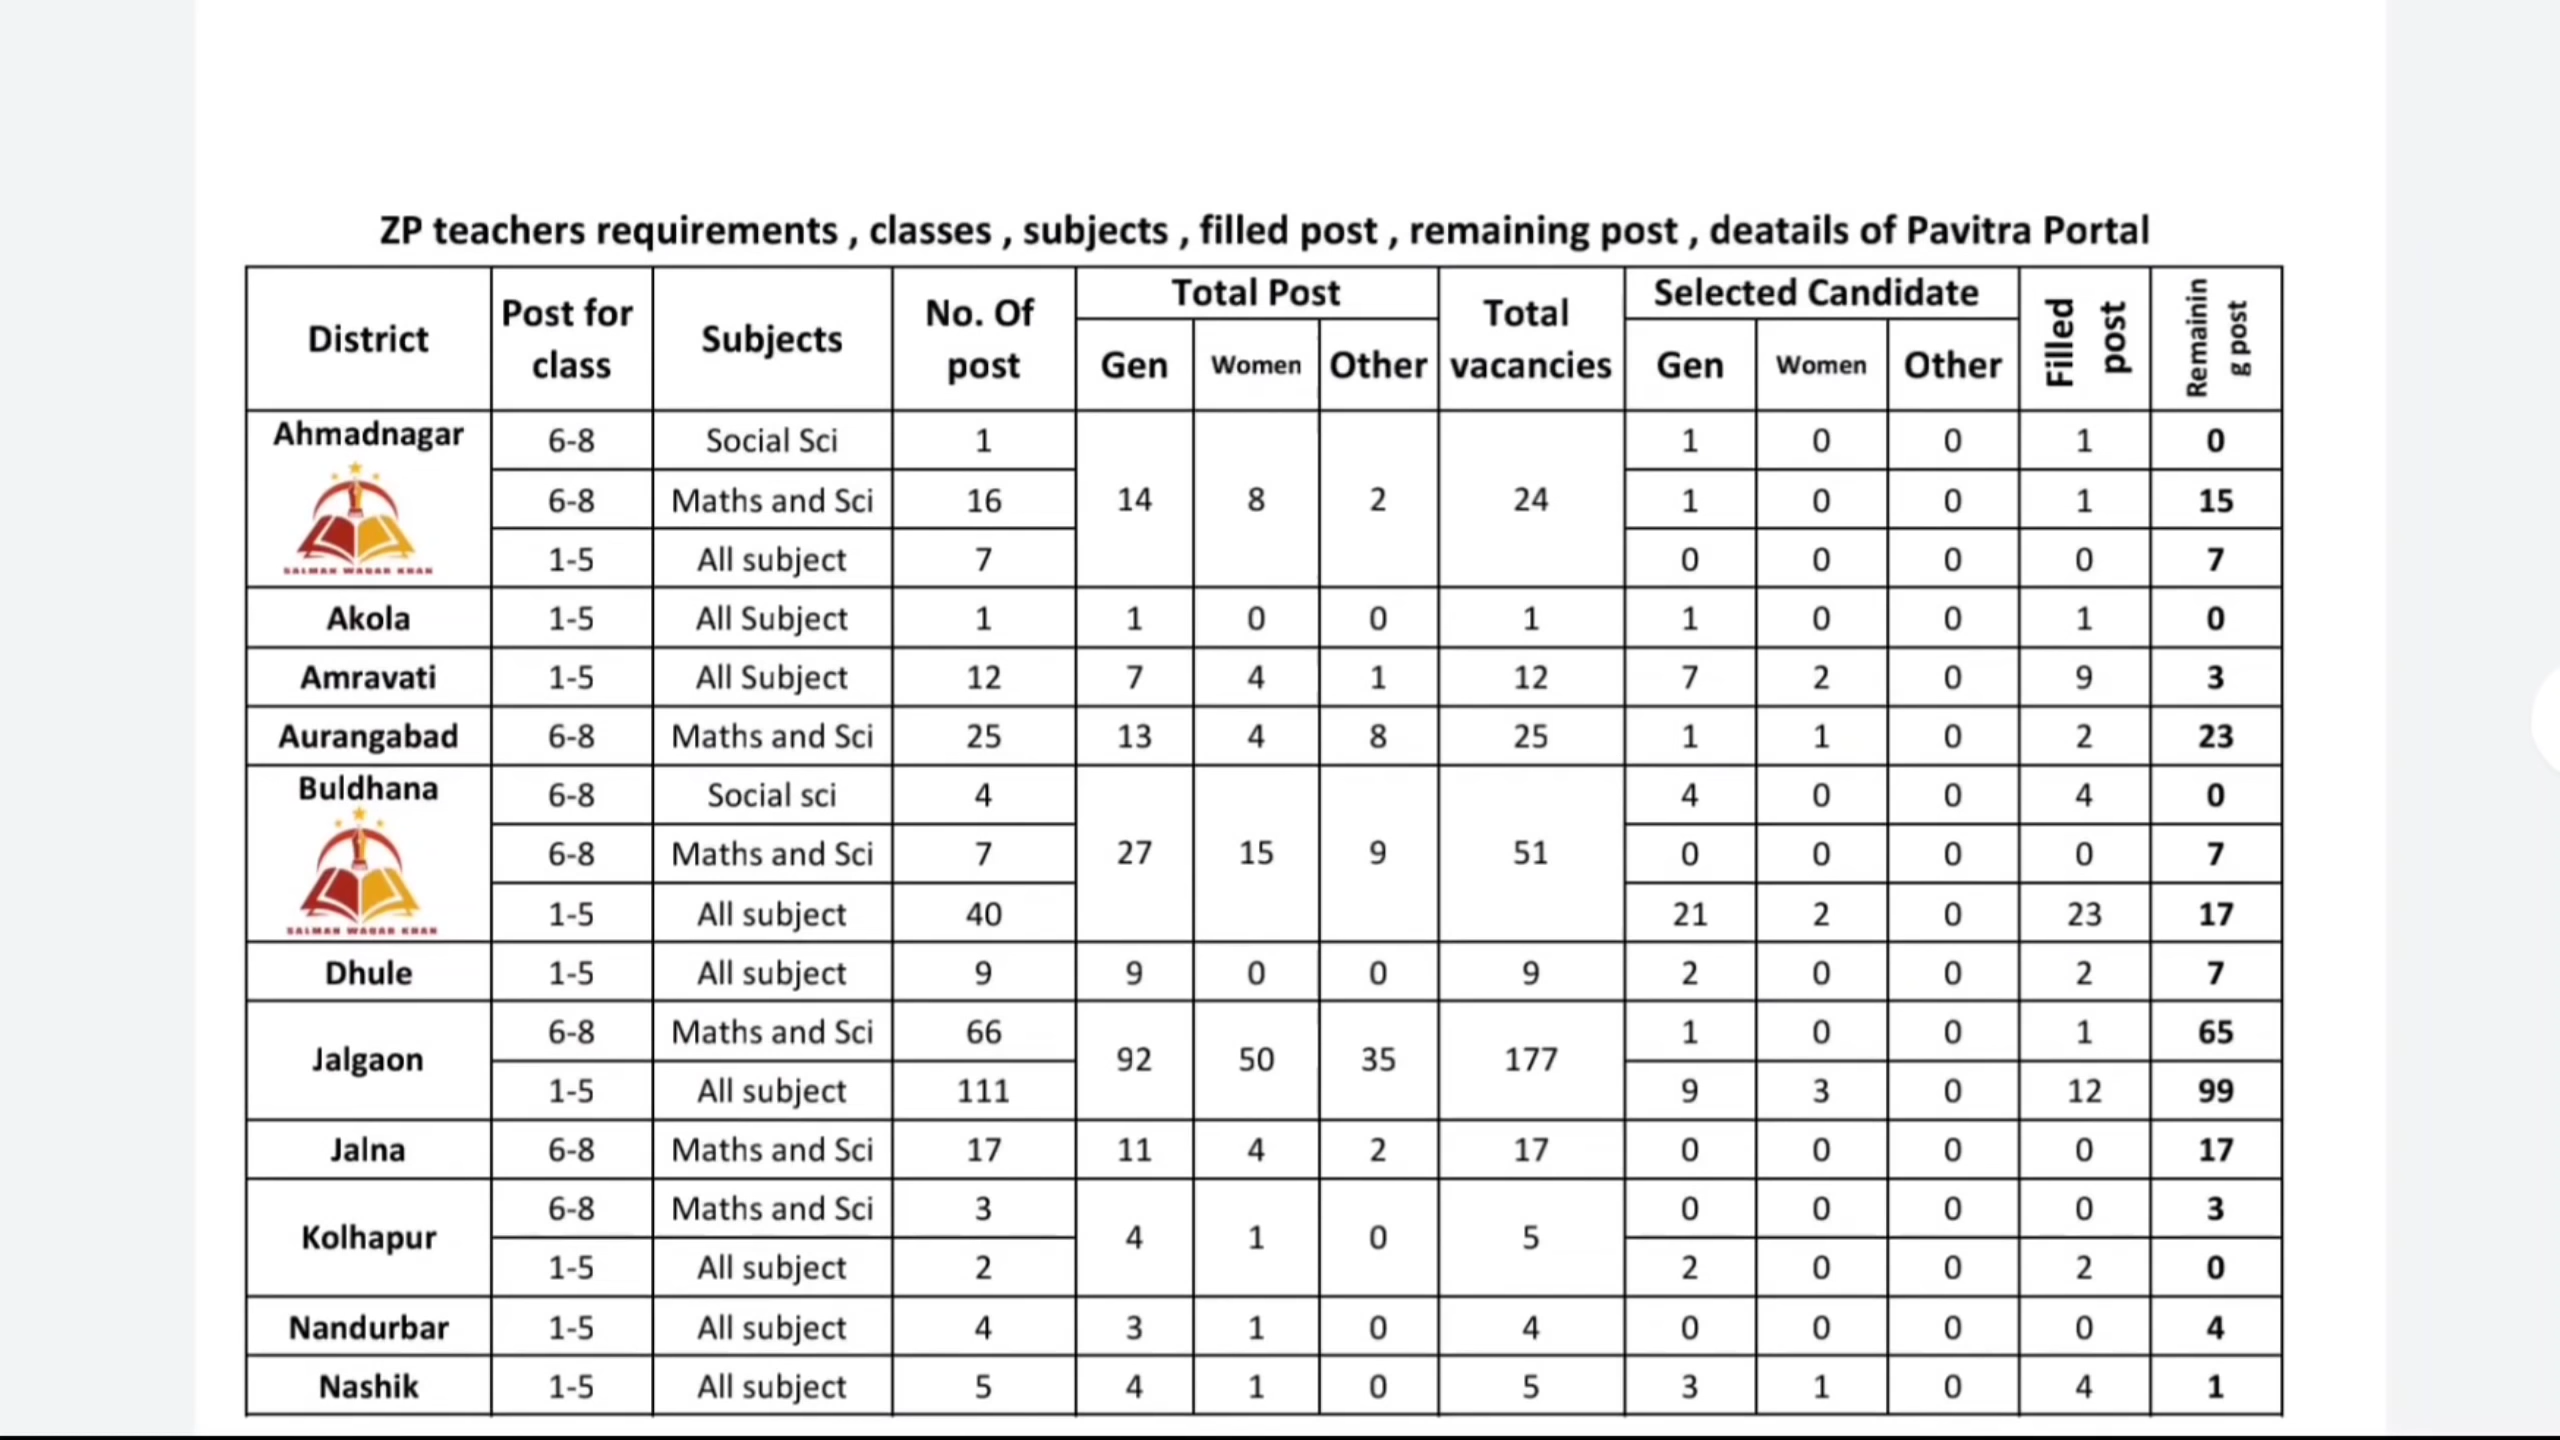 ZP teachers requirements , classes , subjects , filled post , remaining post , deatails of Pavitra Portal
District Post for class Subjects No. Of post Total Post Total vacancies Selected Candidate Filled post Remainin g post
Gen Women Other Gen Women Other
Ahmadnagar 6-8 Social Sci 1 14 8 2 24 1 0 0 1 0
6-8 Maths and Sci 16 1 0 0 1 15
1-5 All subject 7 0 0 0 0 7
SALMAN WAQAR KHAN
Akola 1-5 All Subject 1 1 0 0 1 1 0 0 1 0
Amravati 1-5 All Subject 12 7 4 1 12 7 2 0 9 3
Aurangabad 6-8 Maths and Sci 25 13 4 8 25 1 1 0 2 23
Buldhana 6-8 Social sci 4 27 15 9 51 4 0 0 4 0
6-8 Maths and Sci 7 0 0 0 0 7
1-5 All subject 40 21 2 0 23 17
SALMAN WAQAR KHAN
Dhule 1-5 All subject 9 9 0 0 9 2 0 0 2 7
Jalgaon 6-8 Maths and Sci 66 92 50 35 177 1 0 0 1 65
1-5 All subject 111 9 3 0 12 99
Jalna 6-8 Maths and Sci 17 11 4 2 17 0 0 0 0 17
Kolhapur 6-8 Maths and Sci 3 4 1 0 5 0 0 0 0 3
1-5 All subject 2 2 0 0 2 0
Nandurbar 1-5 All subject 4 3 1 0 4 0 0 0 0 4
Nashik 1-5 All subject 5 4 1 0 5 3 1 0 4 1